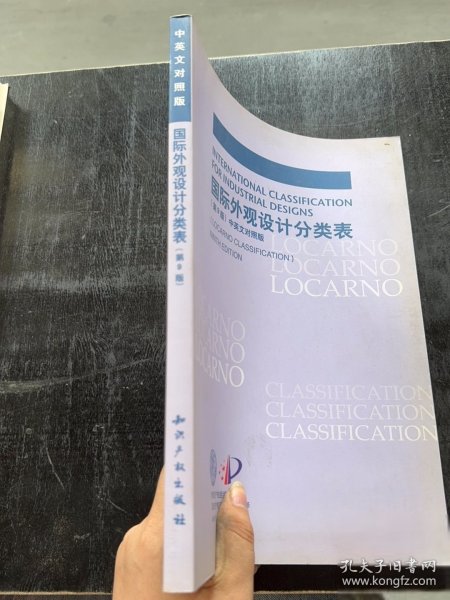 中英文对照版
国际外观设计分类表
（第9版）
知识产权出版社
INTERNATIONAL CLASSIFICATION
FOR INDUSTRIAL DESIGNS
国际外观设计分类表
（第9版）中英文对照版
（LOCARNO CLASSIFICATION）
NINTH EDITION
LOCARNO
LOCARNO
LOCARNO
LOCARNO
LOCARNO
LOCARNO
CLASSIFICATION
CLASSIFICATION
CLASSIFICATION
孔夫子旧书网
www.kongfz.com